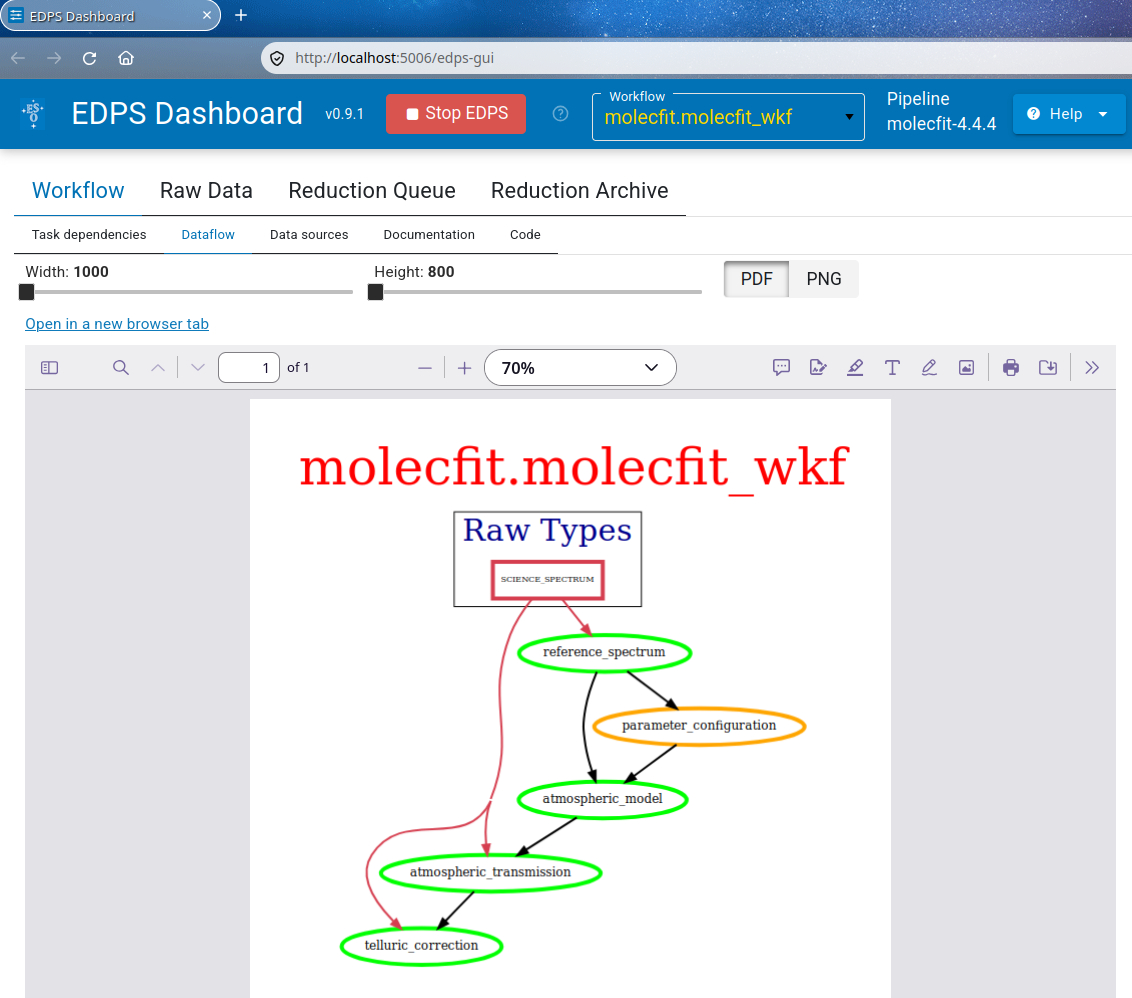 EDPS Dashboard
http://localhost:5006/edps-gui
ESO
EDPS Dashboard v0.9.1 Stop EDPS Workflow molecfit.molecfit_wkf Pipeline molecfit-4.4.4 Help
Workflow Raw Data Reduction Queue Reduction Archive
Task dependencies Dataflow Data sources Documentation Code
Width: 1000 Height: 800 PDF PNG
Open in a new browser tab
1 of 1 70%
molecfit.molecfit_wkf
Raw Types
SCIENCE_SPECTRUM
reference_spectrum
parameter_configuration
atmospheric_model
atmospheric_transmission
telluric_correction